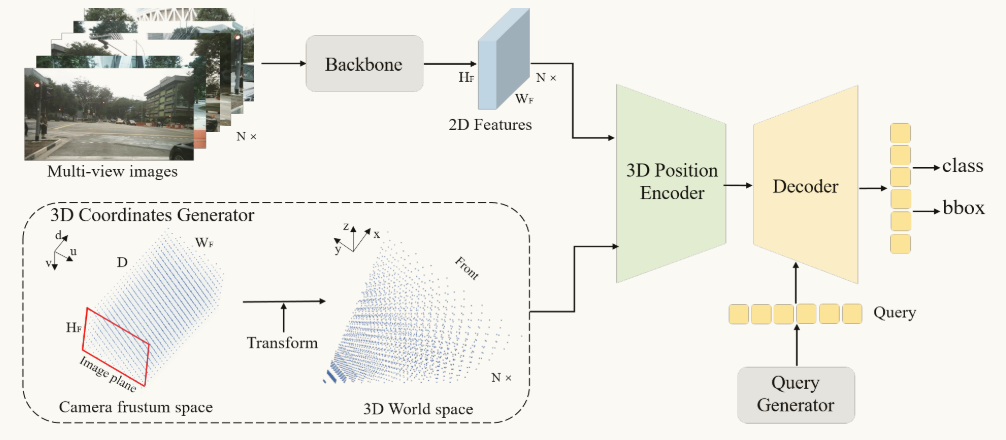 Multi-view images
N ×
Backbone
H_F
W_F
N ×
2D Features
3D Position
Encoder
Decoder
class
bbox
Query
Query
Generator
3D Coordinates Generator
d
u
v
D
W_F
H_F
Image plane
Camera frustum space
Transform
z
x
y
Front
N ×
3D World space